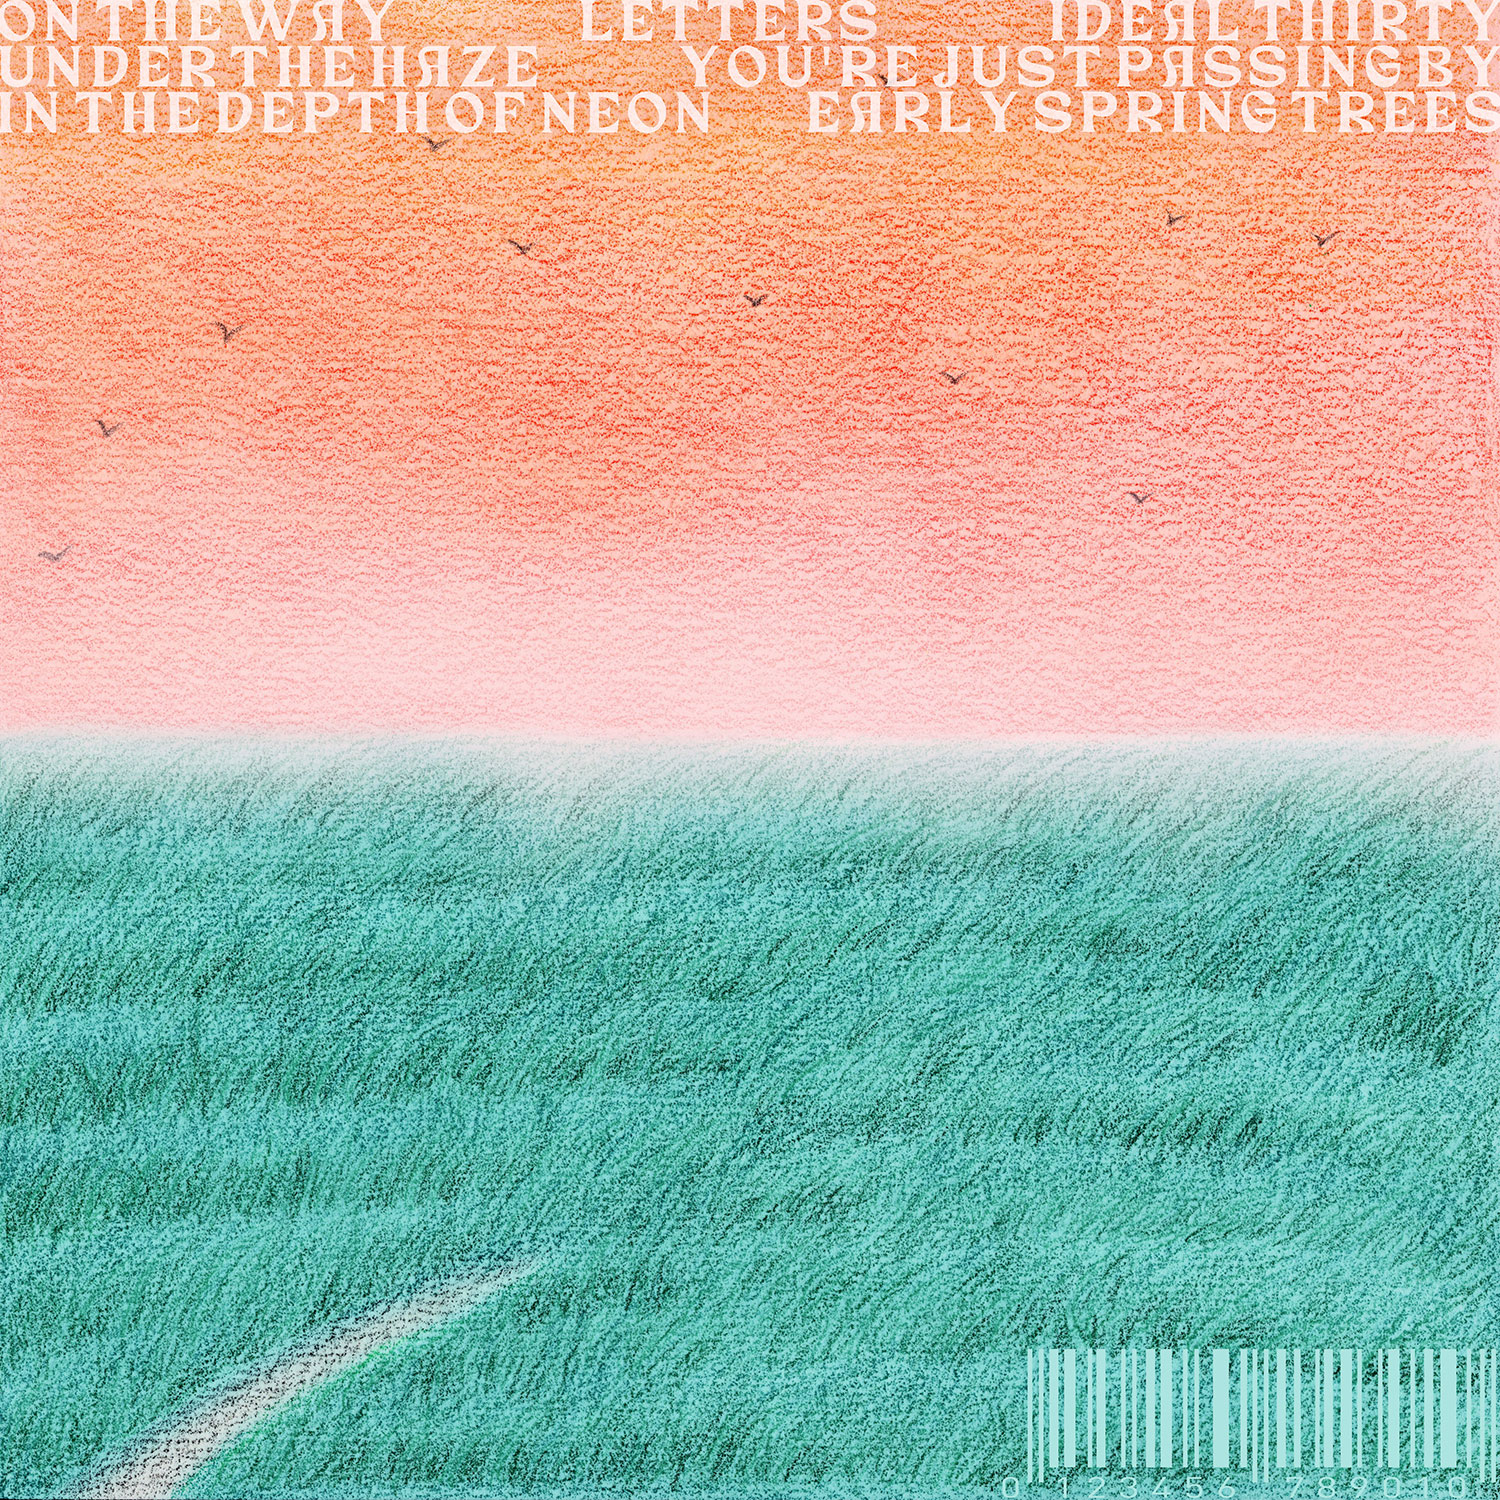 ON THE WAY LETTERS IDEAL THIRTY
UNDER THE HAZE YOU'RE JUST PASSING BY
IN THE DEPTH OF NEON EARLY SPRING TREES
0 123456 789010